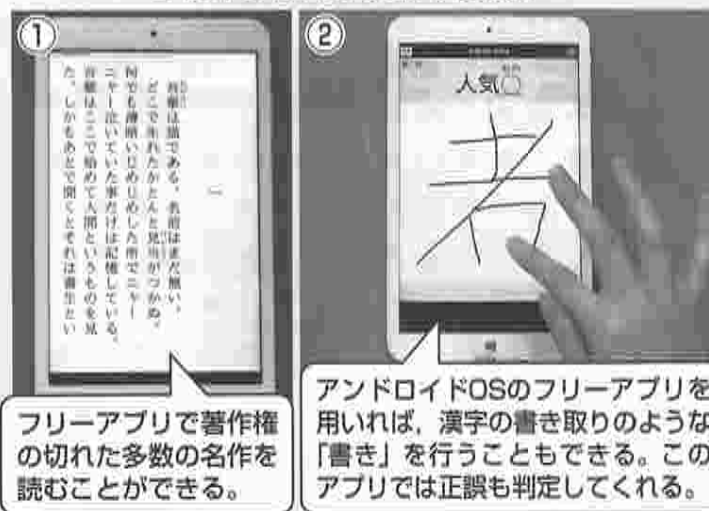 ①
一
吾輩は猫である。名前はまだ無い。
どこで生れたかとんと見当がつかぬ。
何でも薄暗いじめじめした所でニャー
ニャー泣いていた事だけは記憶している。
吾輩はここで始めて人間というものを見
た。しかもあとで聞くとそれは書生とい
フリーアプリで著作権
の切れた多数の名作を
読むことができる。
②
人気
者
アンドロイドOSのフリーアプリを
用いれば，漢字の書き取りのような
「書き」を行うこともできる。この
アプリでは正誤も判定してくれる。